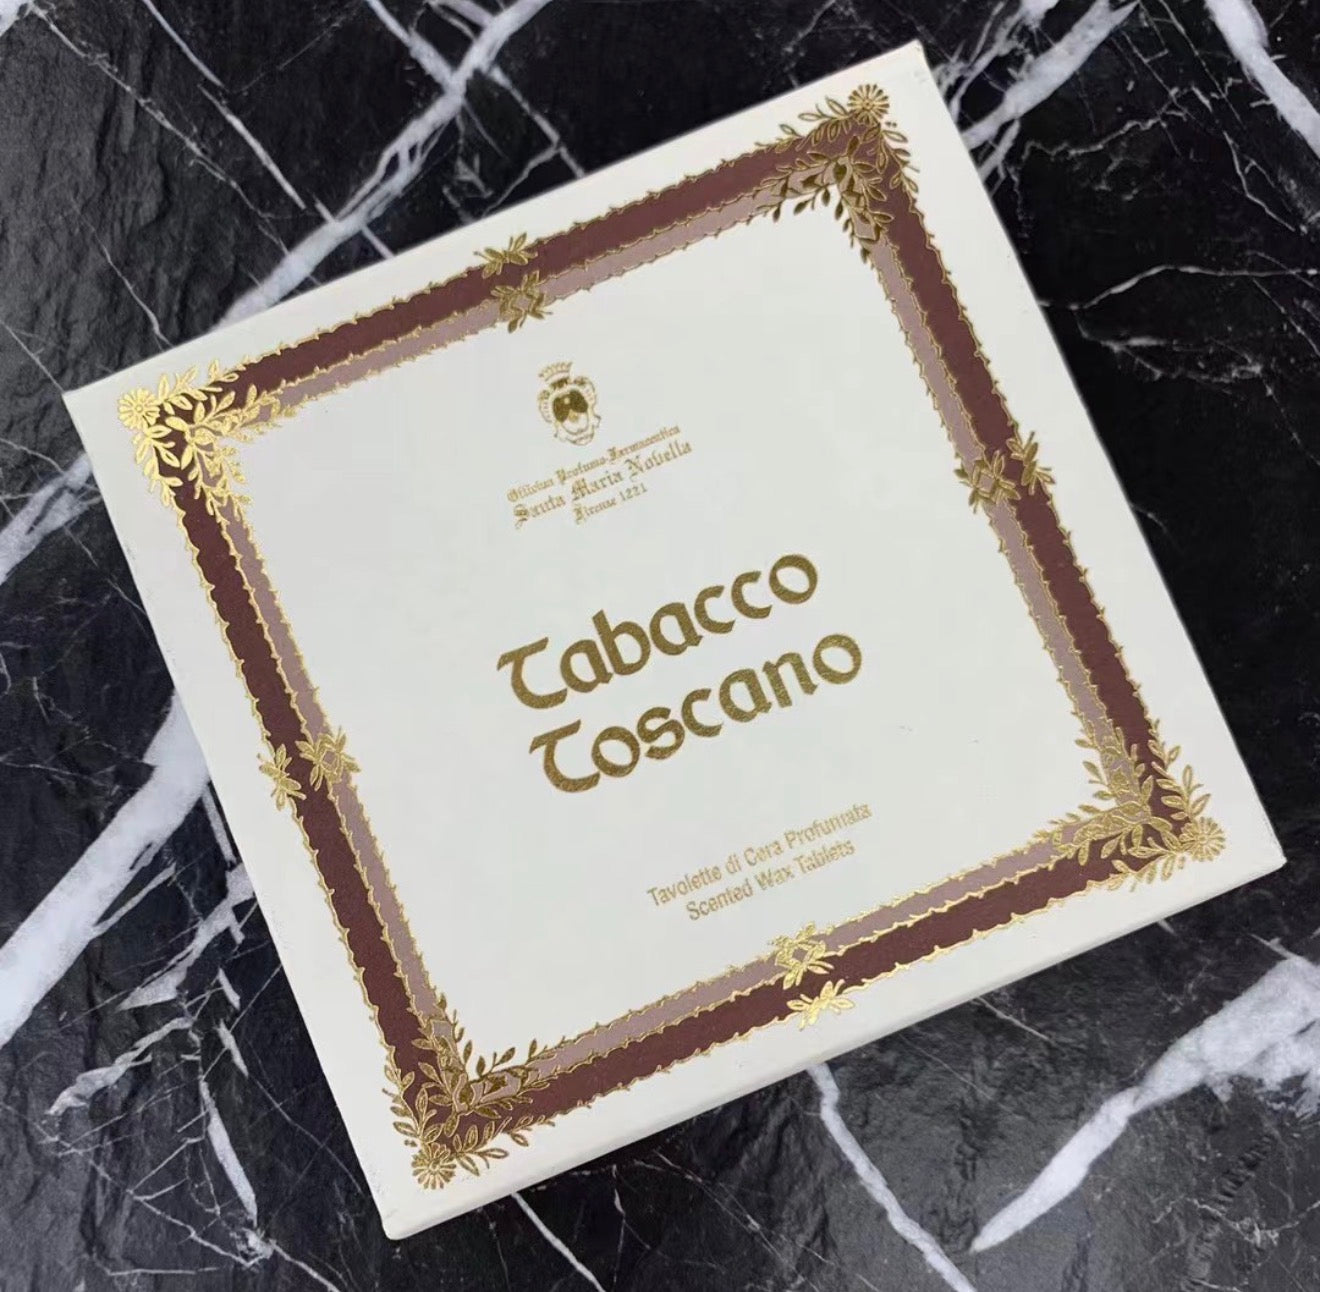 Officina Profumo-Farmaceutica
Santa Maria Novella
Firenze 1221
Tabacco
Toscano
Tavolette di Cera Profumata
Scented Wax Tablets